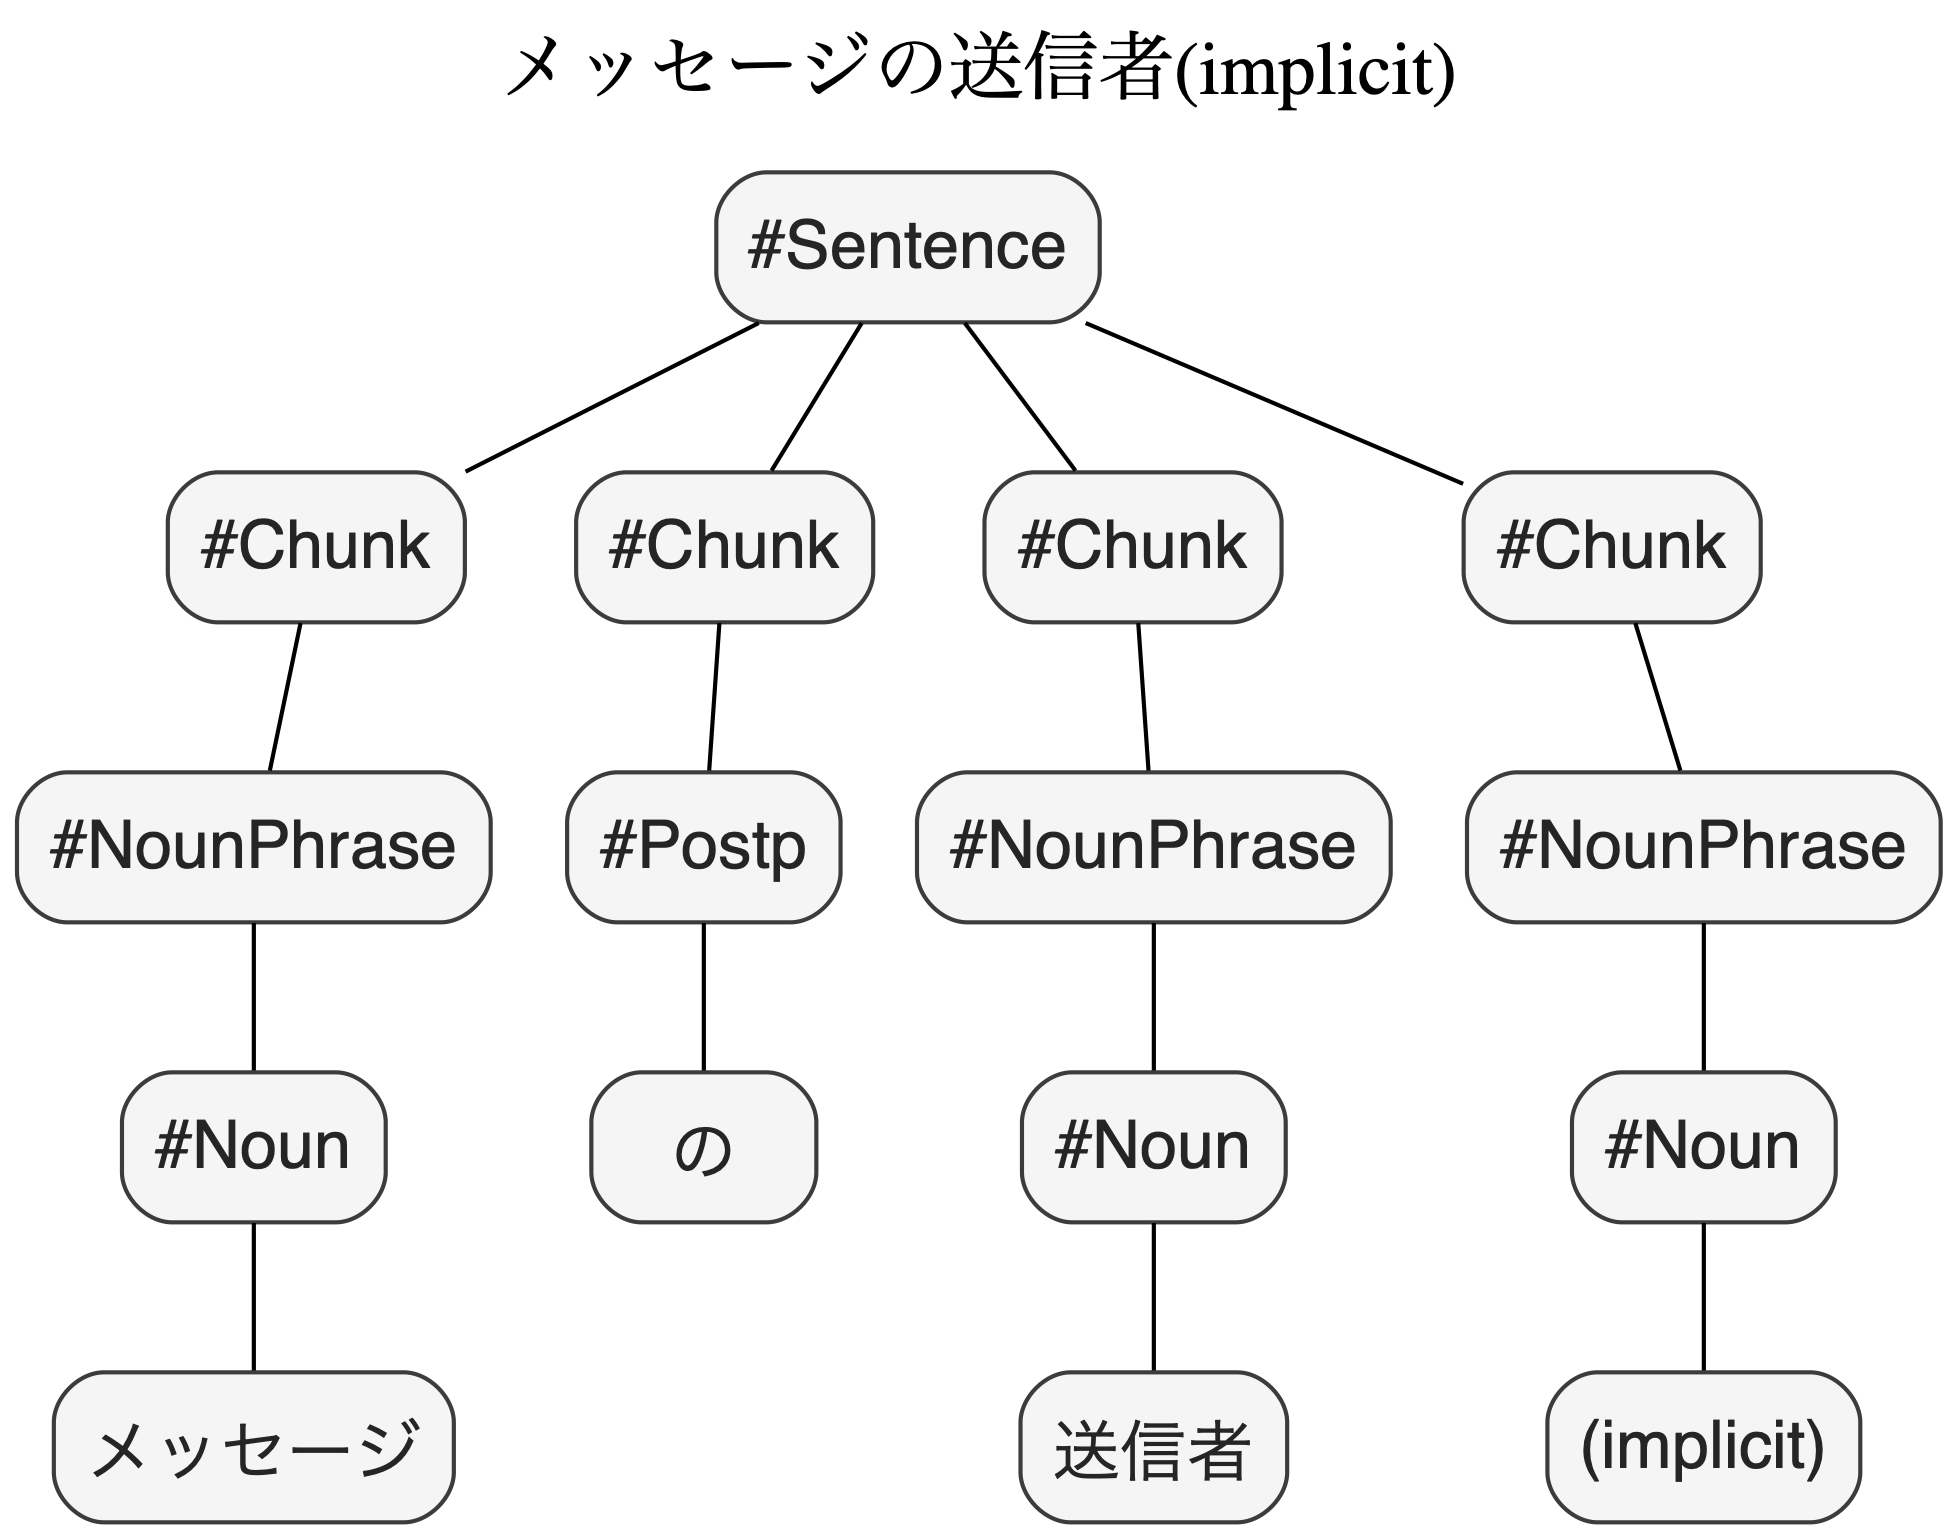 メッセージの送信者(implicit)
#Sentence
#Chunk #Chunk #Chunk #Chunk
#NounPhrase #Postp #NounPhrase #NounPhrase
#Noun の #Noun #Noun
メッセージ 送信者 (implicit)